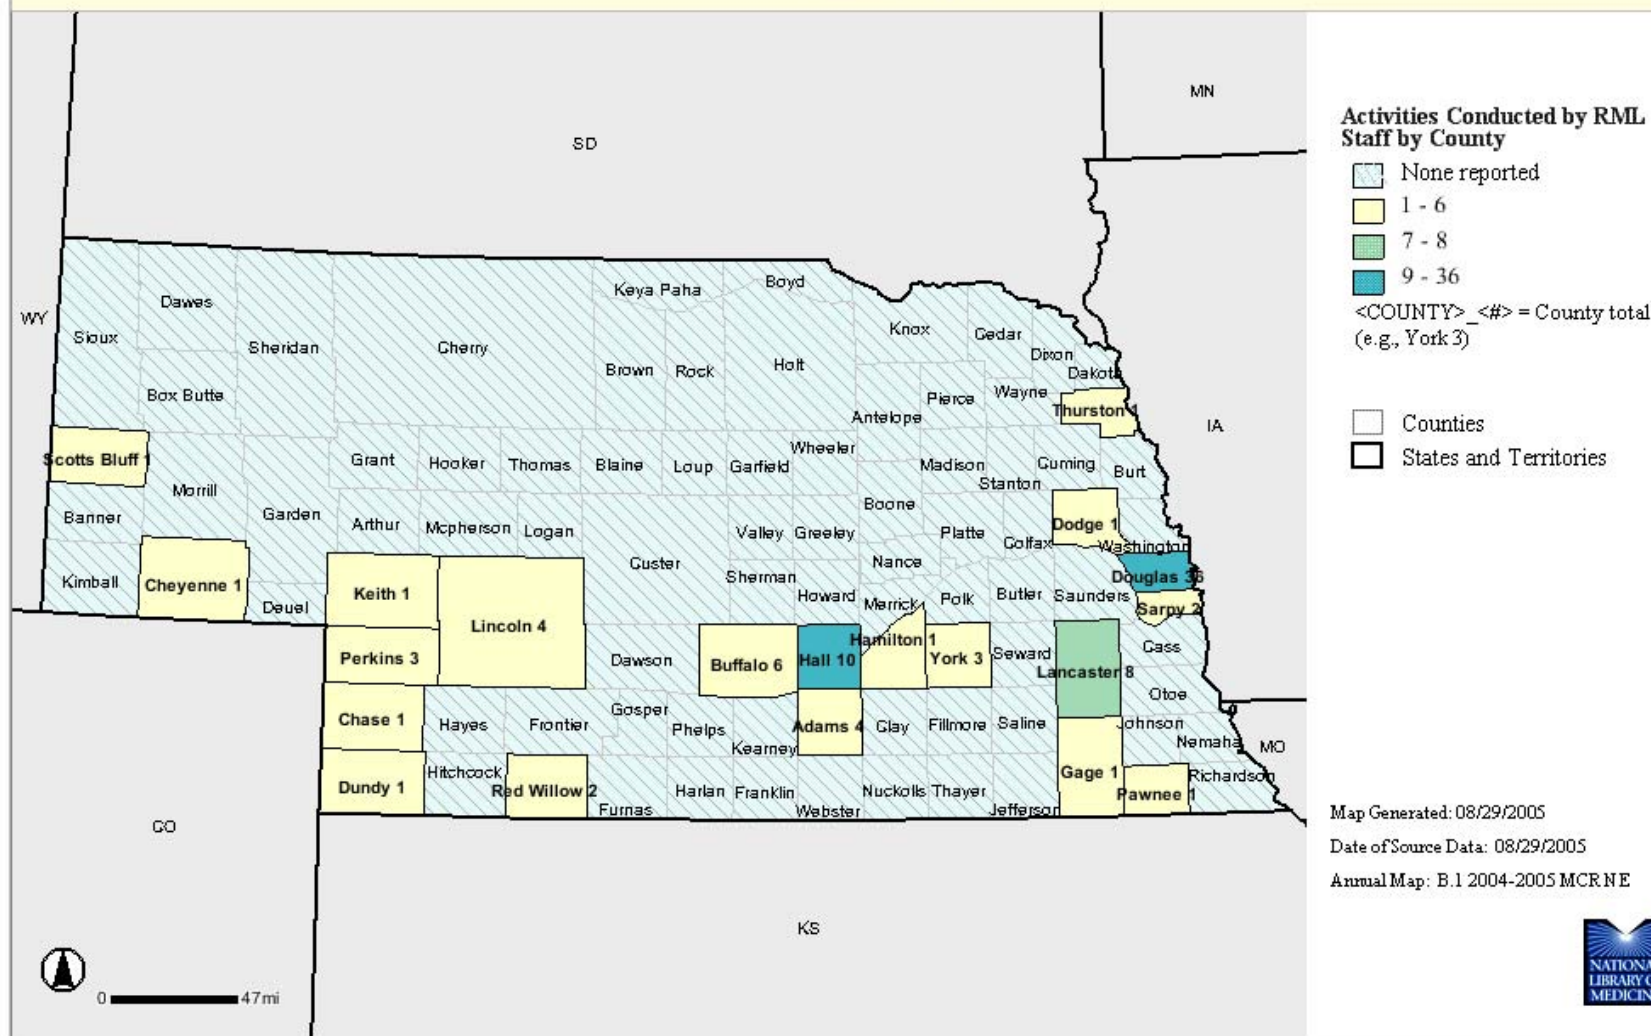 MN
SD
WY
IA
Activities Conducted by RML
Staff by County
None reported
1 - 6
7 - 8
9 - 36
<COUNTY>_<#> = County total
(e.g., York 3)
Counties
States and Territories
Keya Paha
Boyd
Dawes
Sioux
Sheridan
Cherry
Knox
Cedar
Dixon
Dakota
Brown
Rock
Holt
Box Butte
Pierce
Wayne
Antelope
Thurston 1
Scotts Bluff 1
Grant
Hooker
Thomas
Blaine
Loup
Garfield
Wheeler
Madison
Stanton
Cuming
Burt
Morrill
Banner
Garden
Arthur
Mcpherson
Logan
Valley
Greeley
Boone
Platte
Colfax
Dodge 1
Washington
Kimball
Cheyenne 1
Deuel
Keith 1
Lincoln 4
Custer
Sherman
Howard
Nance
Merrick
Polk
Butler
Saunders
Douglas 36
Sarpy 2
Perkins 3
Dawson
Buffalo 6
Hall 10
Hamilton 1
York 3
Seward
Lancaster 8
Cass
Otoe
Chase 1
Hayes
Frontier
Gosper
Phelps
Kearney
Adams 4
Clay
Fillmore
Saline
Johnson
Nemaha
MO
Dundy 1
Hitchcock
Red Willow 2
Furnas
Harlan
Franklin
Webster
Nuckolls
Thayer
Jefferson
Gage 1
Pawnee 1
Richardson
CO
KS
0 47mi
Map Generated: 08/29/2005
Date of Source Data: 08/29/2005
Annual Map: B.1 2004-2005 MCR NE
NATIONA
LIBRARY O
MEDICIN